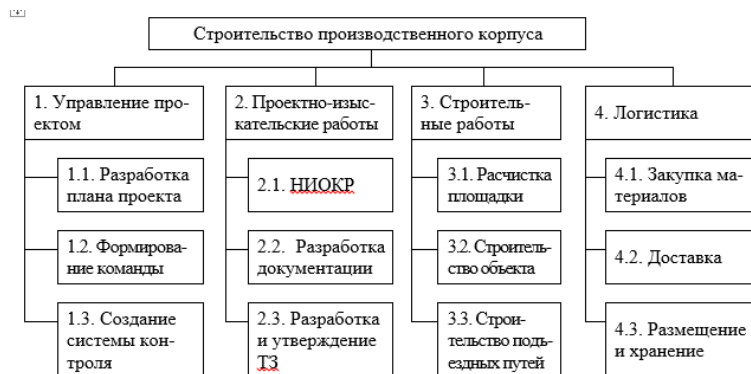 Строительство производственного корпуса
1. Управление про-
ектом
1.1. Разработка
плана проекта
1.2. Формирова-
ние команды
1.3. Создание
системы кон-
троля
2. Проектно-изыс-
кательские работы
2.1. НИОКР
2.2. Разработка
документации
2.3. Разработка
и утверждение
ТЗ
3. Строитель-
ные работы
3.1. Расчистка
площадки
3.2. Строитель-
ство объекта
3.3. Строи-
тельство подъ-
ездных путей
4. Логистика
4.1. Закупка ма-
териалов
4.2. Доставка
4.3. Размещение
и хранение